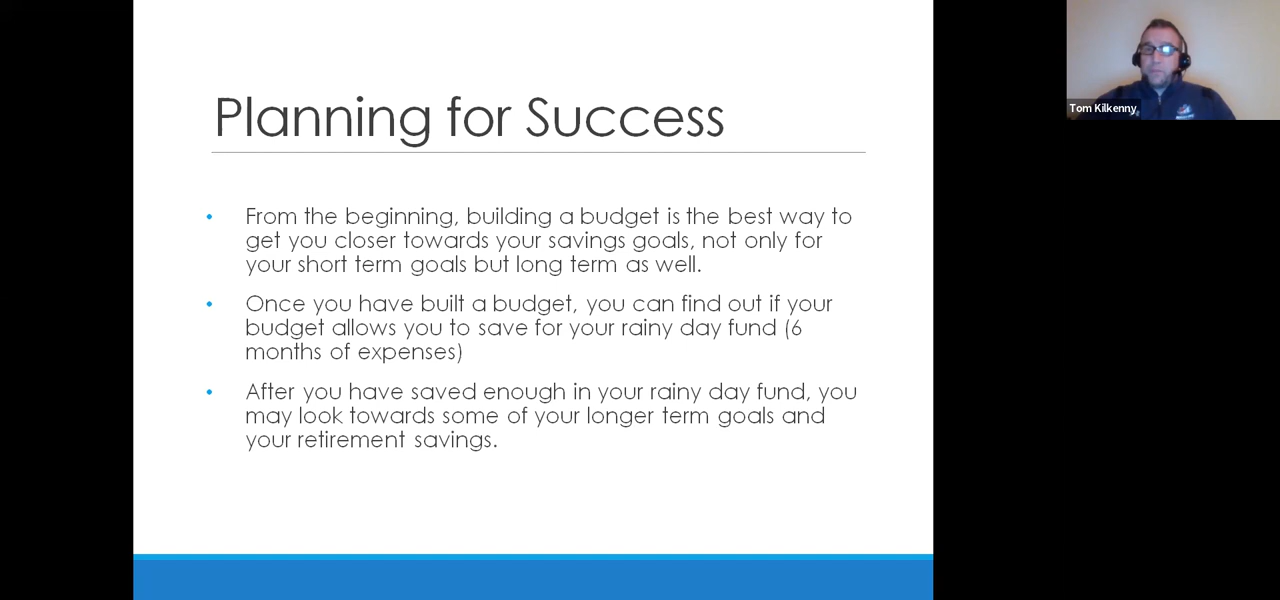 Planning for Success
• From the beginning, building a budget is the best way to
get you closer towards your savings goals, not only for
your short term goals but long term as well.
• Once you have built a budget, you can find out if your
budget allows you to save for your rainy day fund (6
months of expenses)
• After you have saved enough in your rainy day fund, you
may look towards some of your longer term goals and
your retirement savings.
Tom Kilkenny